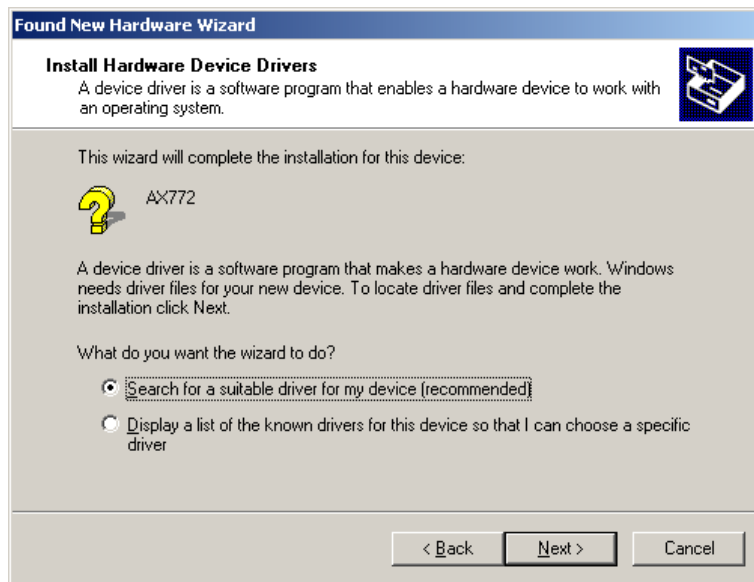 Found New Hardware Wizard
Install Hardware Device Drivers
A device driver is a software program that enables a hardware device to work with
an operating system.
This wizard will complete the installation for this device:
AX772
A device driver is a software program that makes a hardware device work. Windows
needs driver files for your new device. To locate driver files and complete the
installation click Next.
What do you want the wizard to do?
Search for a suitable driver for my device (recommended)
Display a list of the known drivers for this device so that I can choose a specific
driver
< Back Next > Cancel